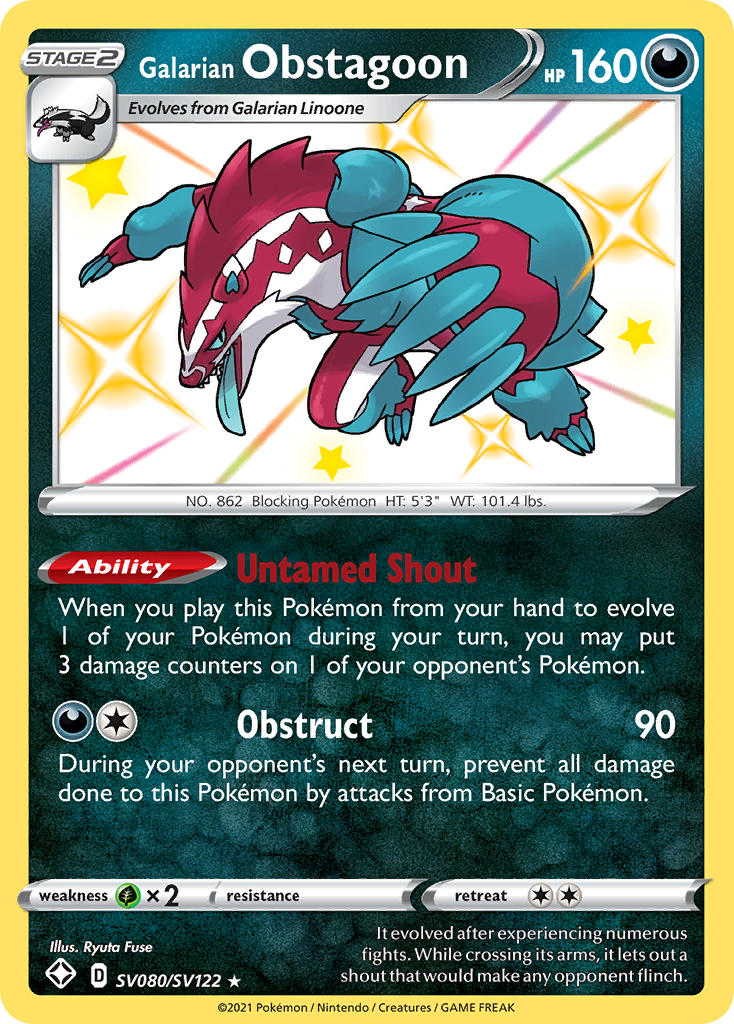 STAGE 2
Galarian Obstagoon
HP 160
Evolves from Galarian Linoone
NO. 862 Blocking Pokémon HT: 5'3" WT: 101.4 lbs.
Ability Untamed Shout
When you play this Pokémon from your hand to evolve
1 of your Pokémon during your turn, you may put
3 damage counters on 1 of your opponent's Pokémon.
Obstruct 90
During your opponent's next turn, prevent all damage
done to this Pokémon by attacks from Basic Pokémon.
weakness ×2 resistance retreat
Illus. Ryuta Fuse
D SV080/SV122 ★
It evolved after experiencing numerous
fights. While crossing its arms, it lets out a
shout that would make any opponent flinch.
©2021 Pokémon / Nintendo / Creatures / GAME FREAK